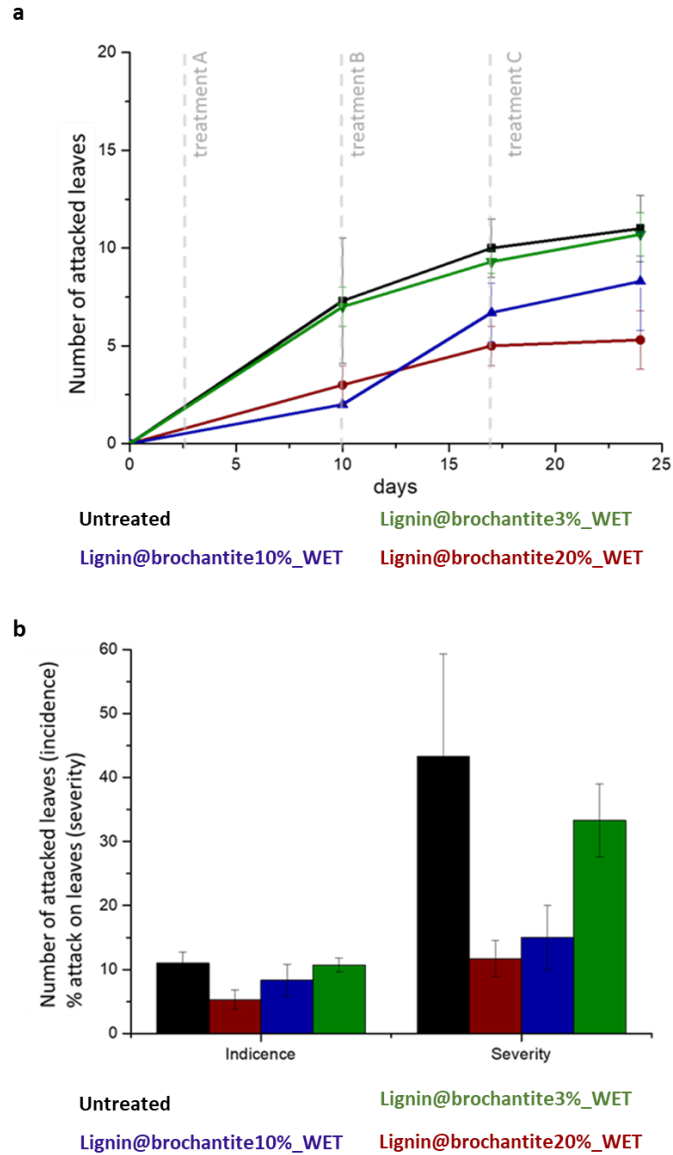 a
20
15
10
5
0
Number of attacked leaves
treatment A
treatment B
treatment C
0 5 10 15 20 25
days
Untreated Lignin@brochantite3%_WET
Lignin@brochantite10%_WET Lignin@brochantite20%_WET
b
60
50
40
30
20
10
0
Number of attacked leaves (incidence)
% attack on leaves (severity)
Indicence Severity
Untreated Lignin@brochantite3%_WET
Lignin@brochantite10%_WET Lignin@brochantite20%_WET